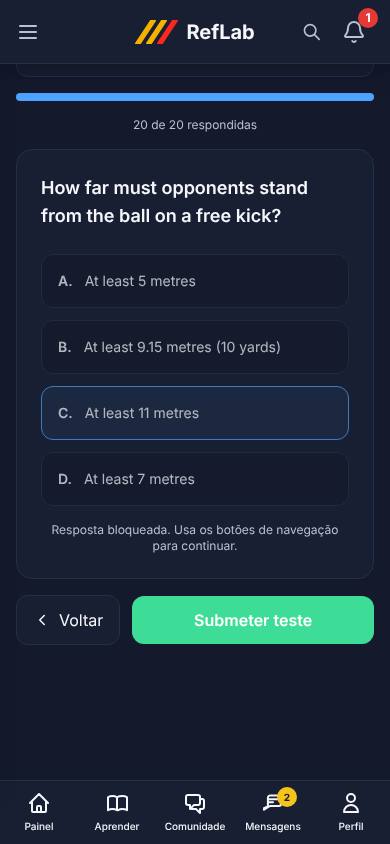 RefLab
1
20 de 20 respondidas
How far must opponents stand
from the ball on a free kick?
A. At least 5 metres
B. At least 9.15 metres (10 yards)
C. At least 11 metres
D. At least 7 metres
Resposta bloqueada. Usa os botões de navegação
para continuar.
Voltar
Submeter teste
2
Painel
Aprender
Comunidade
Mensagens
Perfil